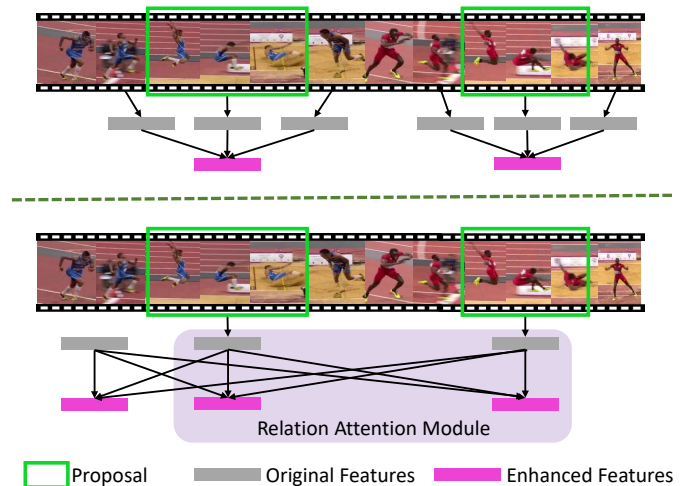 Relation Attention Module
Proposal Original Features Enhanced Features